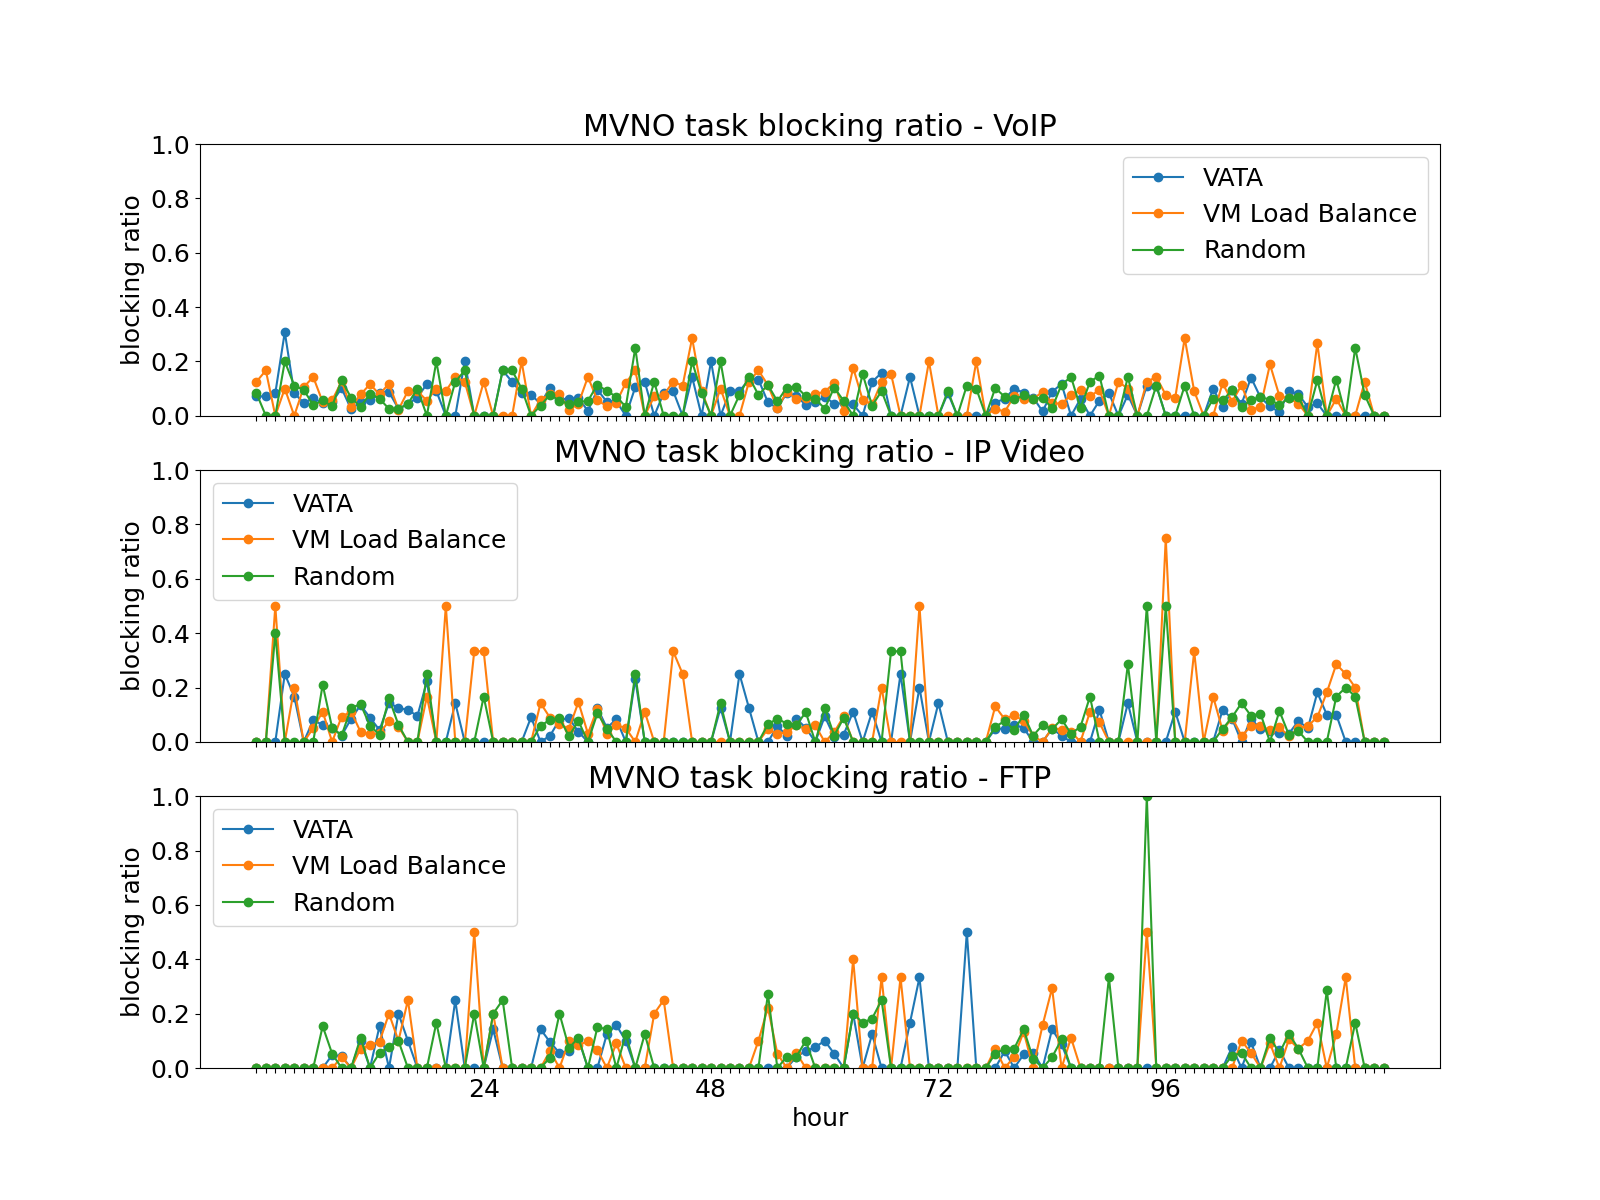 MVNO task blocking ratio - VoIP
1.0
0.8
0.6
0.4
0.2
0.0
blocking ratio
VATA
VM Load Balance
Random
MVNO task blocking ratio - IP Video
1.0
0.8
0.6
0.4
0.2
0.0
blocking ratio
VATA
VM Load Balance
Random
MVNO task blocking ratio - FTP
1.0
0.8
0.6
0.4
0.2
0.0
blocking ratio
VATA
VM Load Balance
Random
24 48 72 96
hour